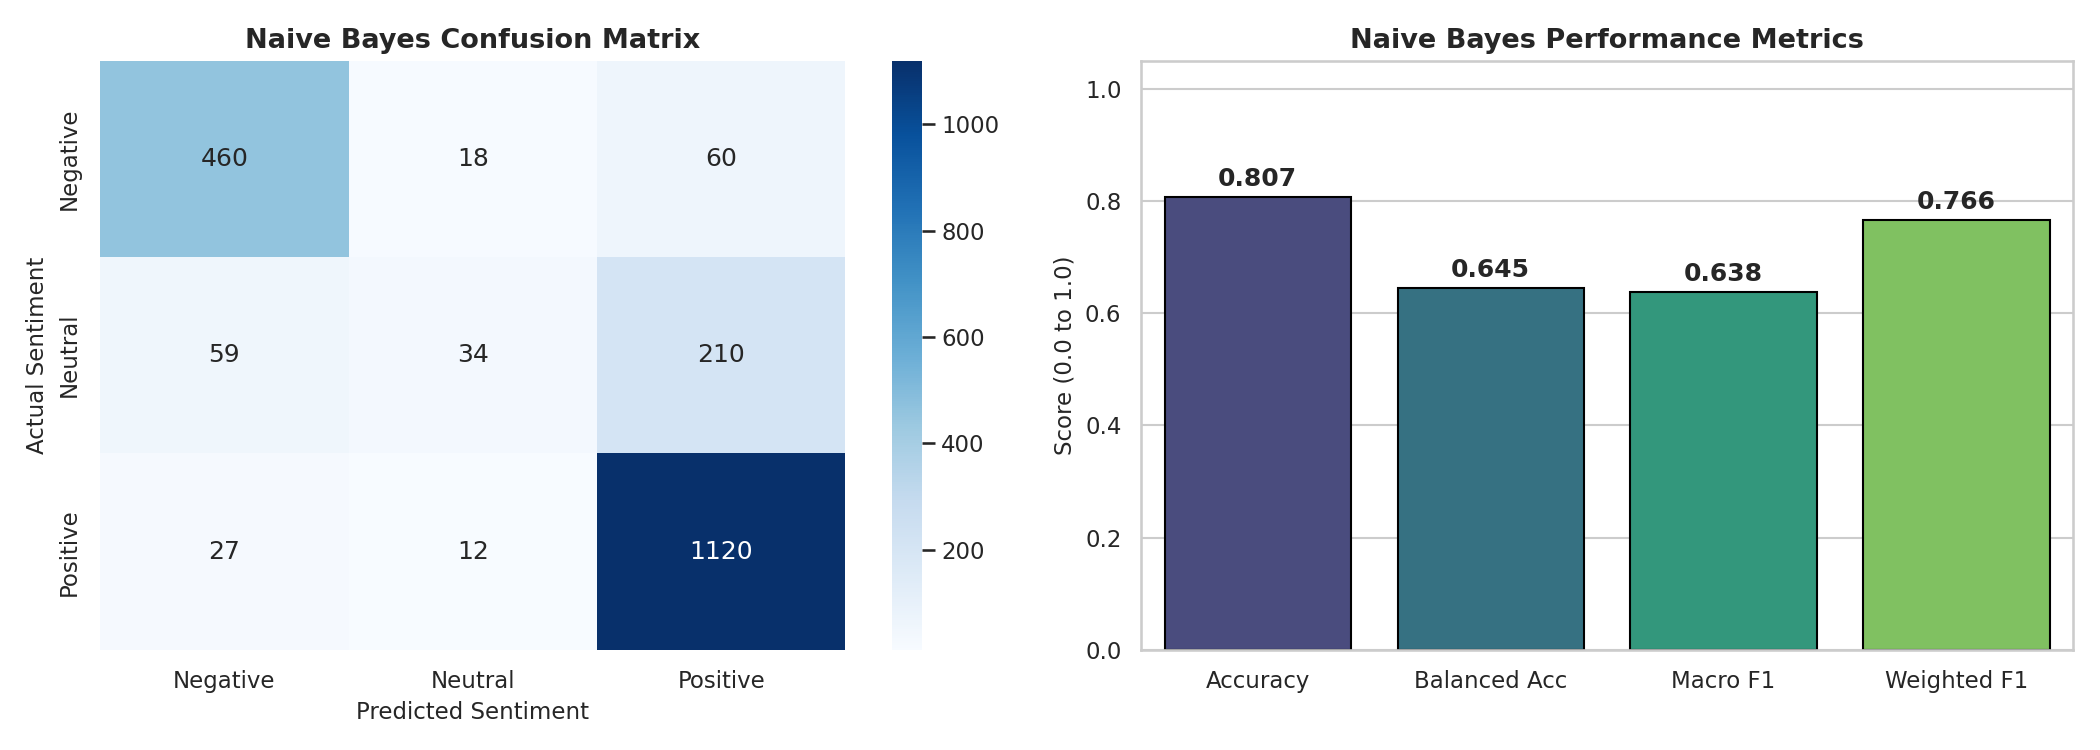 Naive Bayes Confusion Matrix
Actual Sentiment
Negative
460 18 60
Neutral
59 34 210
Positive
27 12 1120
Negative Neutral Positive
Predicted Sentiment
1000
800
600
400
200
Naive Bayes Performance Metrics
Score (0.0 to 1.0)
1.0
0.8
0.6
0.4
0.2
0.0
0.807
0.645
0.638
0.766
Accuracy Balanced Acc Macro F1 Weighted F1